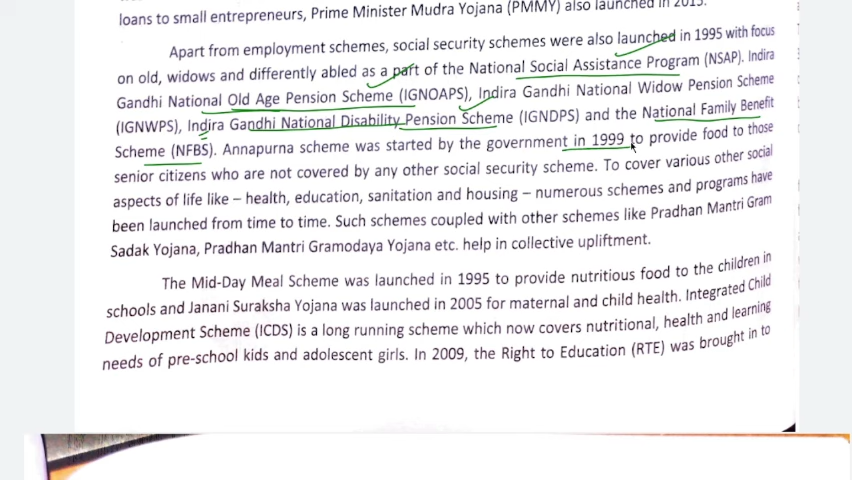 loans to small entrepreneurs, Prime Minister Mudra Yojana (PMMY) also launched in 2015.
Apart from employment schemes, social security schemes were also launched in 1995 with focus
on old, widows and differently abled as a part of the National Social Assistance Program (NSAP). Indira
Gandhi National Old Age Pension Scheme (IGNOAPS), Indira Gandhi National Widow Pension Scheme
(IGNWPS), Indira Gandhi National Disability Pension Scheme (IGNDPS) and the National Family Benefit
Scheme (NFBS). Annapurna scheme was started by the government in 1999 to provide food to those
senior citizens who are not covered by any other social security scheme. To cover various other social
aspects of life like – health, education, sanitation and housing – numerous schemes and programs have
been launched from time to time. Such schemes coupled with other schemes like Pradhan Mantri Gram
Sadak Yojana, Pradhan Mantri Gramodaya Yojana etc. help in collective upliftment.
The Mid-Day Meal Scheme was launched in 1995 to provide nutritious food to the children in
schools and Janani Suraksha Yojana was launched in 2005 for maternal and child health. Integrated Child
Development Scheme (ICDS) is a long running scheme which now covers nutritional, health and learning
needs of pre-school kids and adolescent girls. In 2009, the Right to Education (RTE) was brought in to